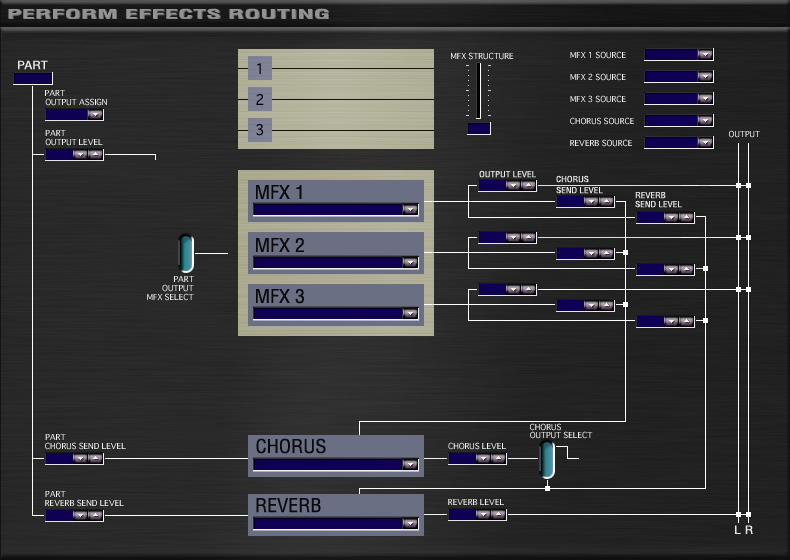 PERFORM EFFECTS ROUTING
PART
PART
OUTPUT ASSIGN
PART
OUTPUT LEVEL
1
2
3
MFX STRUCTURE
MFX 1 SOURCE
MFX 2 SOURCE
MFX 3 SOURCE
CHORUS SOURCE
REVERB SOURCE
OUTPUT
MFX 1
MFX 2
MFX 3
OUTPUT LEVEL
CHORUS
SEND LEVEL
REVERB
SEND LEVEL
PART
OUTPUT
MFX SELECT
PART
CHORUS SEND LEVEL
CHORUS
CHORUS LEVEL
CHORUS
OUTPUT SELECT
PART
REVERB SEND LEVEL
REVERB
REVERB LEVEL
L R